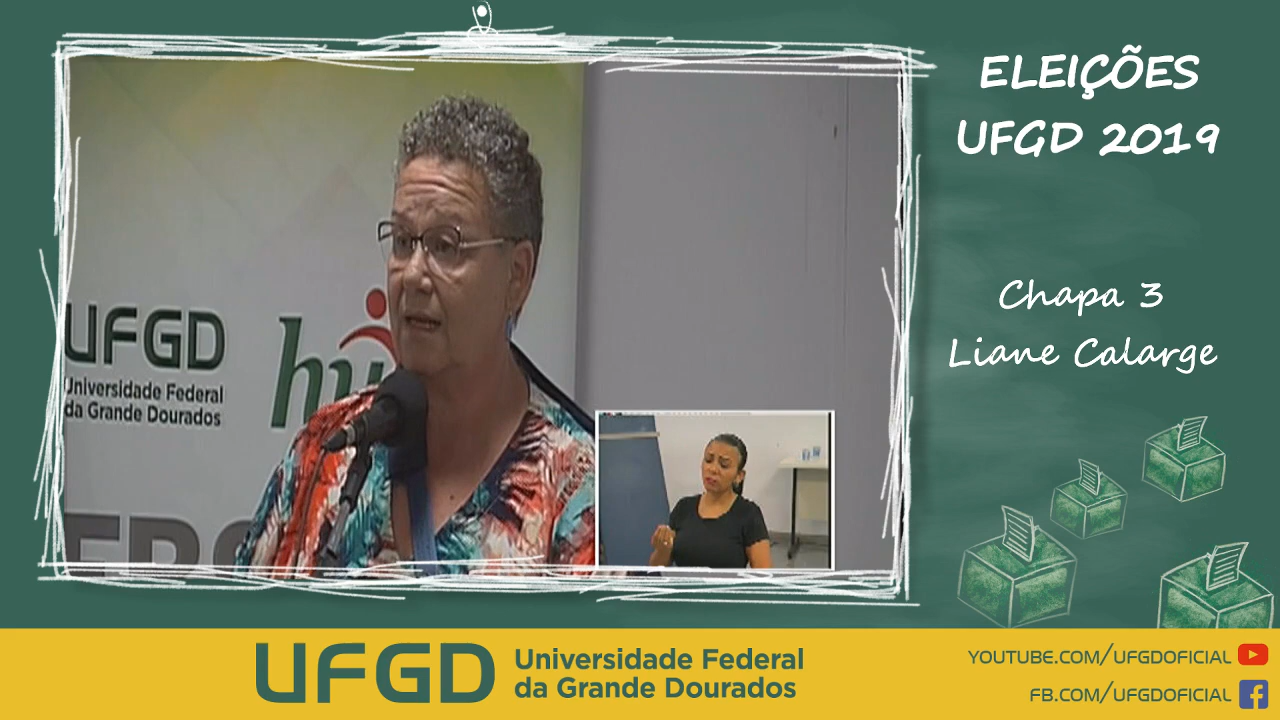 ELEIÇÕES
UFGD 2019
Chapa 3
Liane Calarge
UFGD
Universidade Federal
da Grande Dourados
hu
UFGD
Universidade Federal
da Grande Dourados
YOUTUBE.COM/UFGDOFICIAL
FB.COM/UFGDOFICIAL